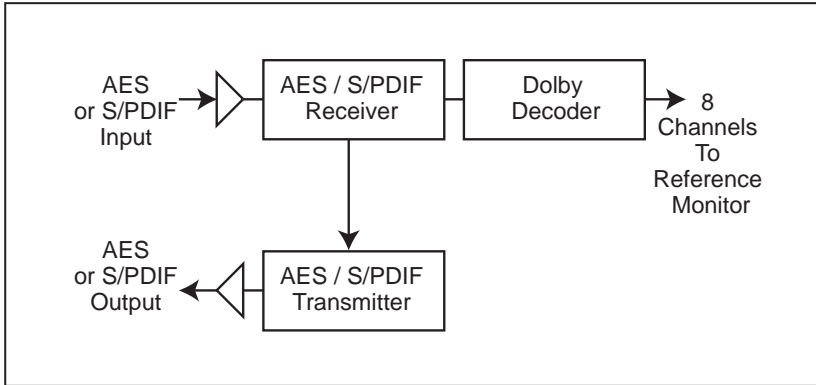 AES
or S/PDIF
Input
AES / S/PDIF
Receiver
Dolby
Decoder
8
Channels
To
Reference
Monitor
AES
or S/PDIF
Output
AES / S/PDIF
Transmitter